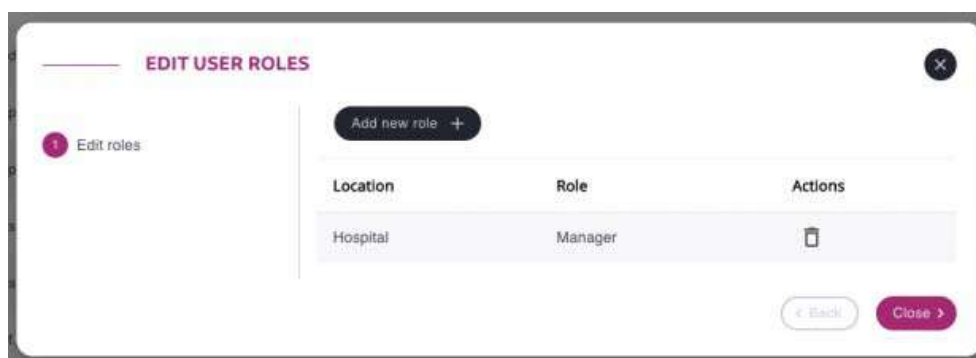 EDIT USER ROLES
1 Edit roles
Add new role +
Location Role Actions
Hospital Manager
< Back Close >